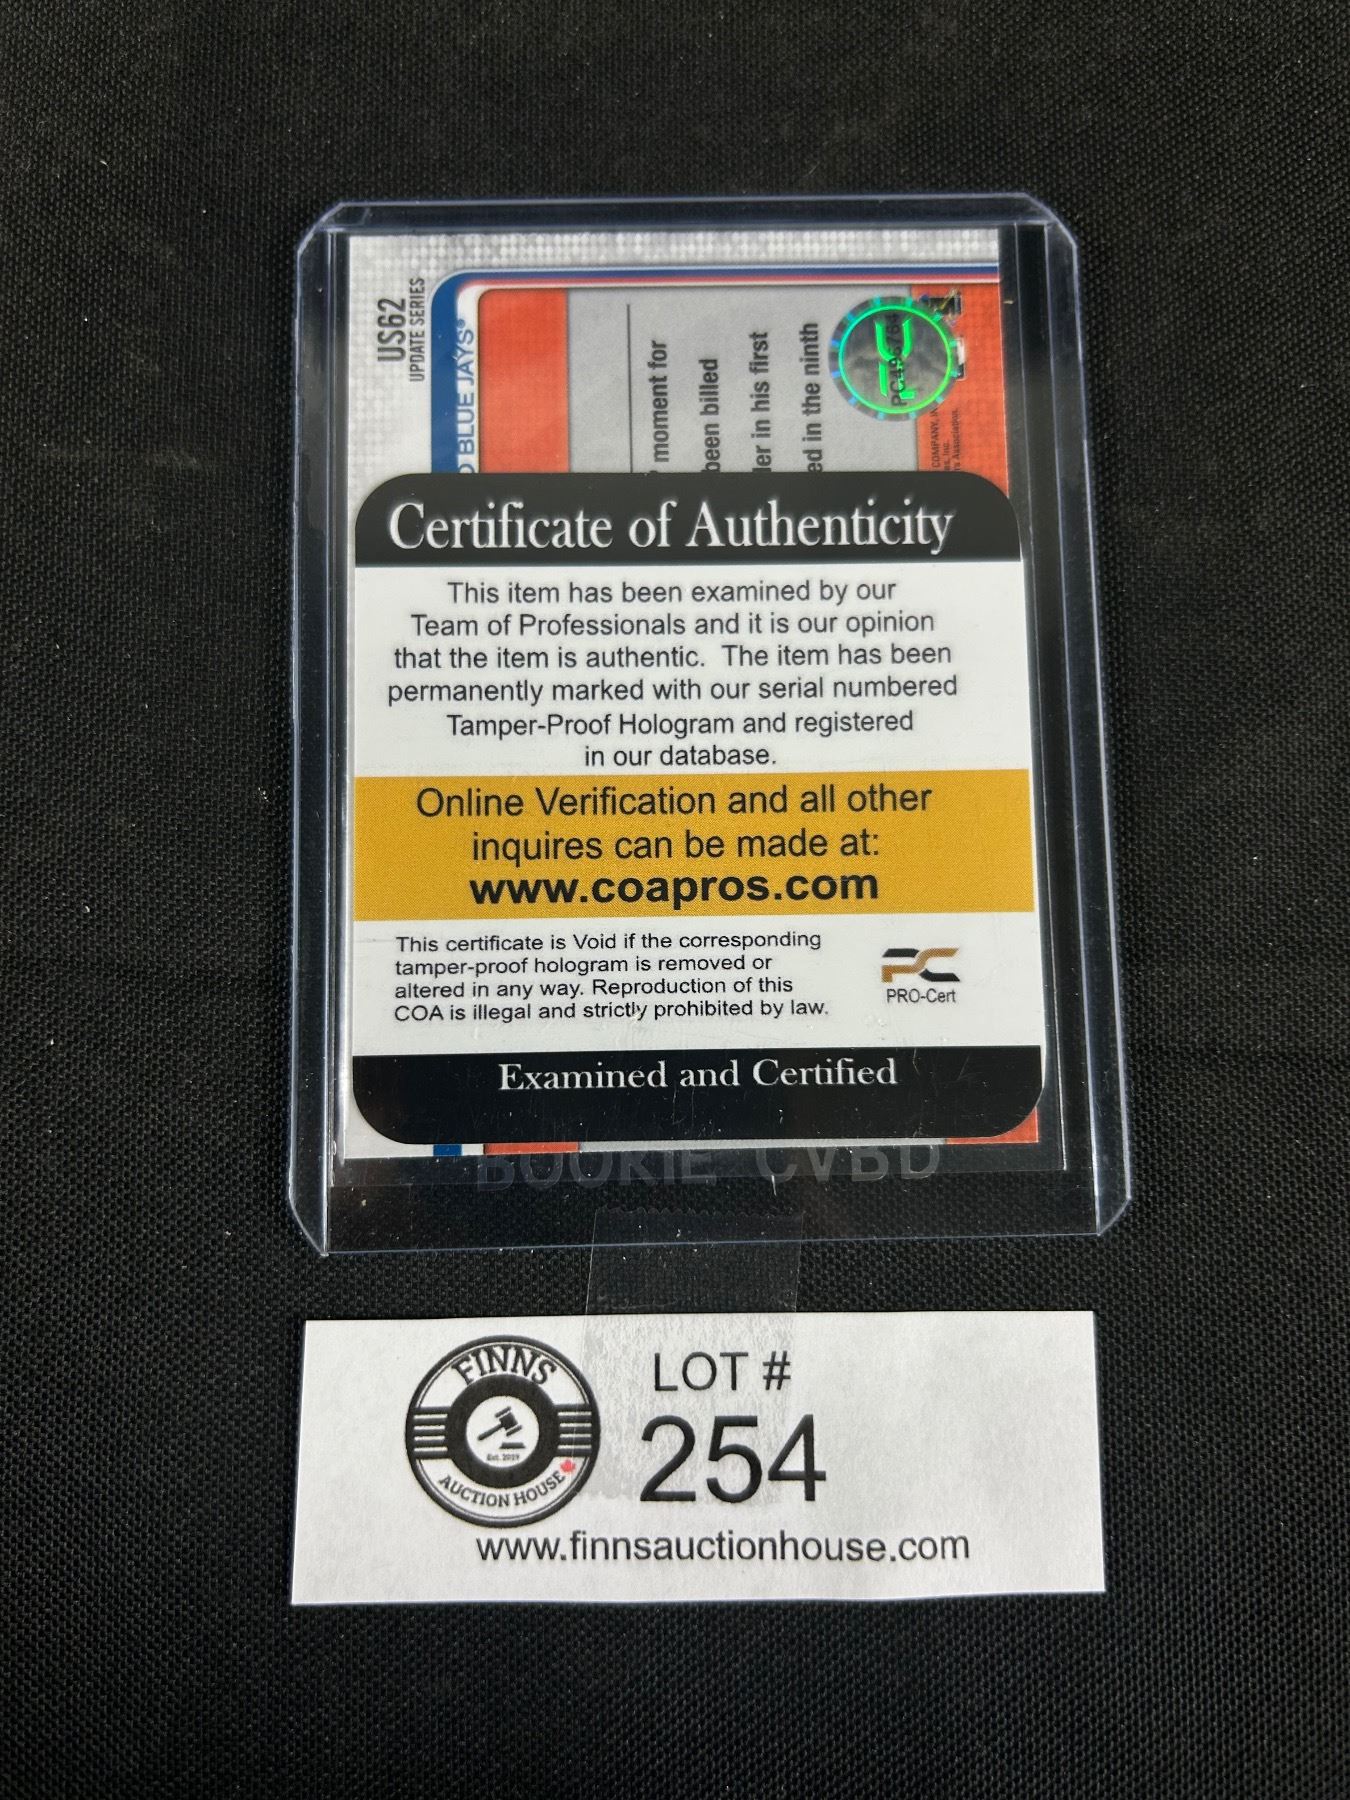 US62
UPDATE SERIES
BLUE JAYS®
moment for
been billed
in his first
in the ninth
COMPANY, IN
Association.
Certificate of Authenticity
This item has been examined by our
Team of Professionals and it is our opinion
that the item is authentic. The item has been
permanently marked with our serial numbered
Tamper-Proof Hologram and registered
in our database.
Online Verification and all other
inquires can be made at:
www.coapros.com
This certificate is Void if the corresponding
tamper-proof hologram is removed or
altered in any way. Reproduction of this
COA is illegal and strictly prohibited by law.
PC
PRO-Cert
Examined and Certified
FINNS
Est. 2019
AUCTION HOUSE
LOT #
254
www.finnsauctionhouse.com